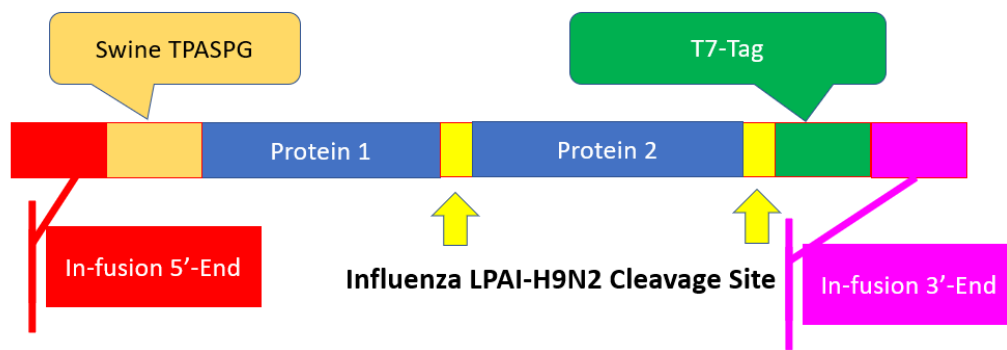 Swine TPASPG
T7-Tag
Protein 1
Protein 2
In-fusion 5’-End
Influenza LPAI-H9N2 Cleavage Site
In-fusion 3’-End